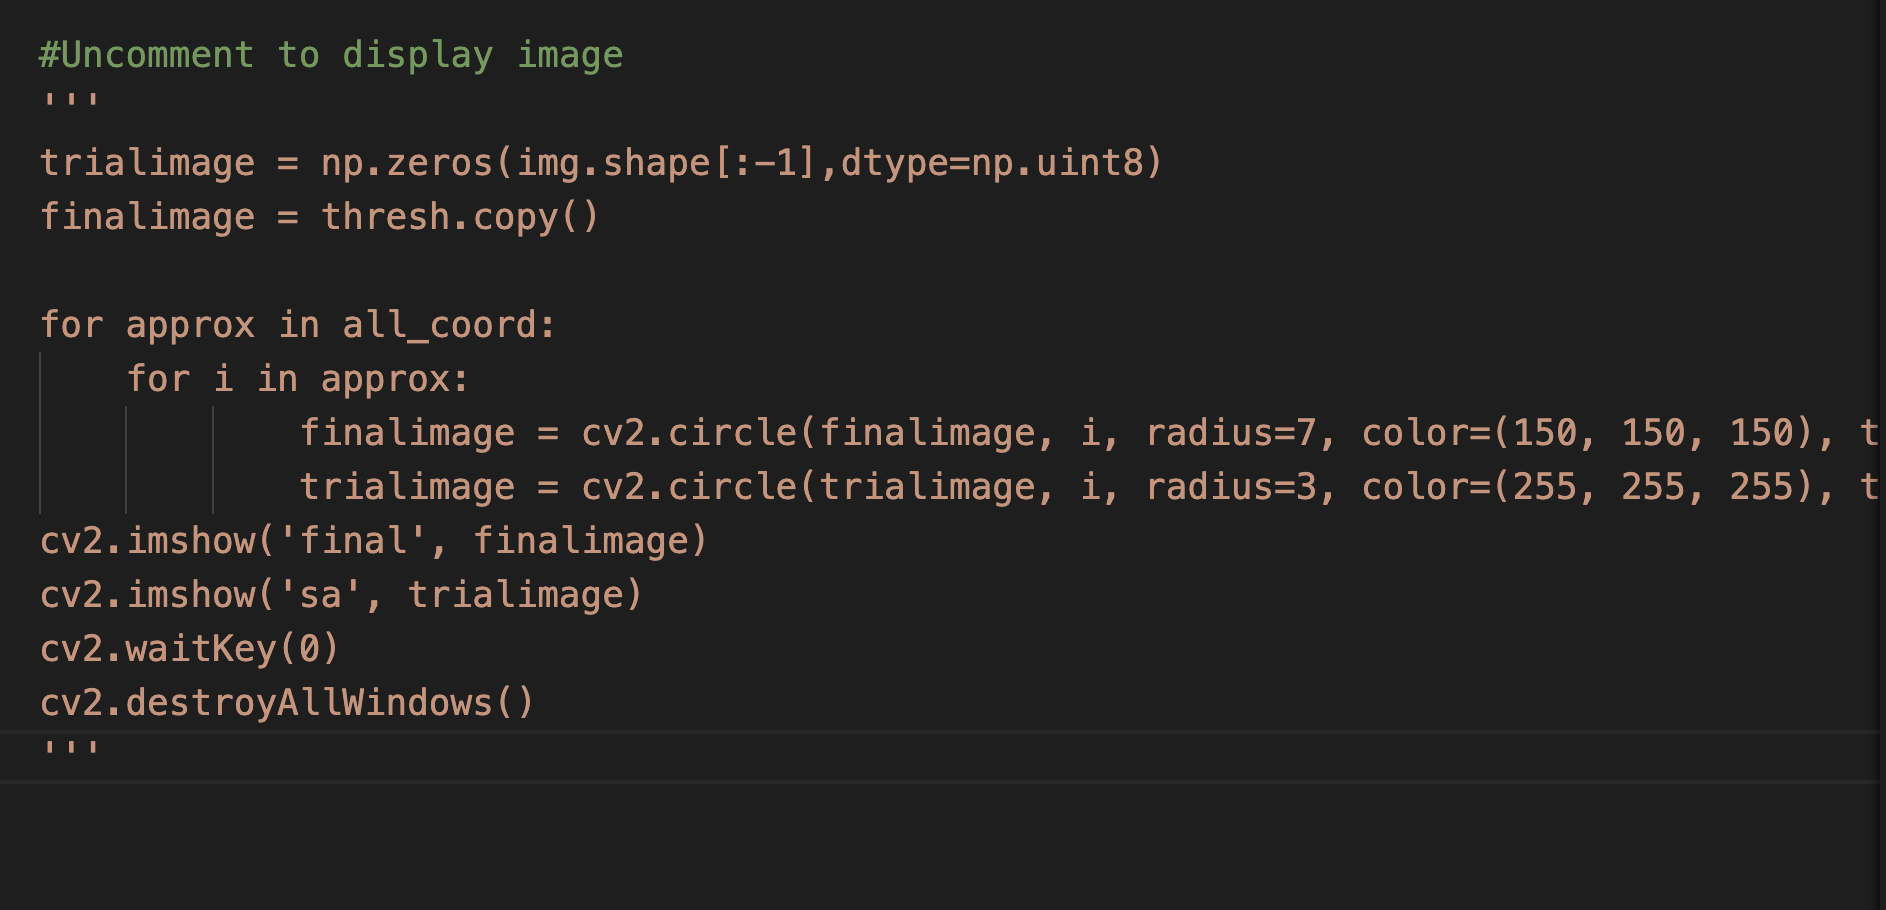 #Uncomment to display image
'''
trialimage = np.zeros(img.shape[:-1],dtype=np.uint8)
finalimage = thresh.copy()
for approx in all_coord:
for i in approx:
finalimage = cv2.circle(finalimage, i, radius=7, color=(150, 150, 150), t
trialimage = cv2.circle(trialimage, i, radius=3, color=(255, 255, 255), t
cv2.imshow('final', finalimage)
cv2.imshow('sa', trialimage)
cv2.waitKey(0)
cv2.destroyAllWindows()
'''